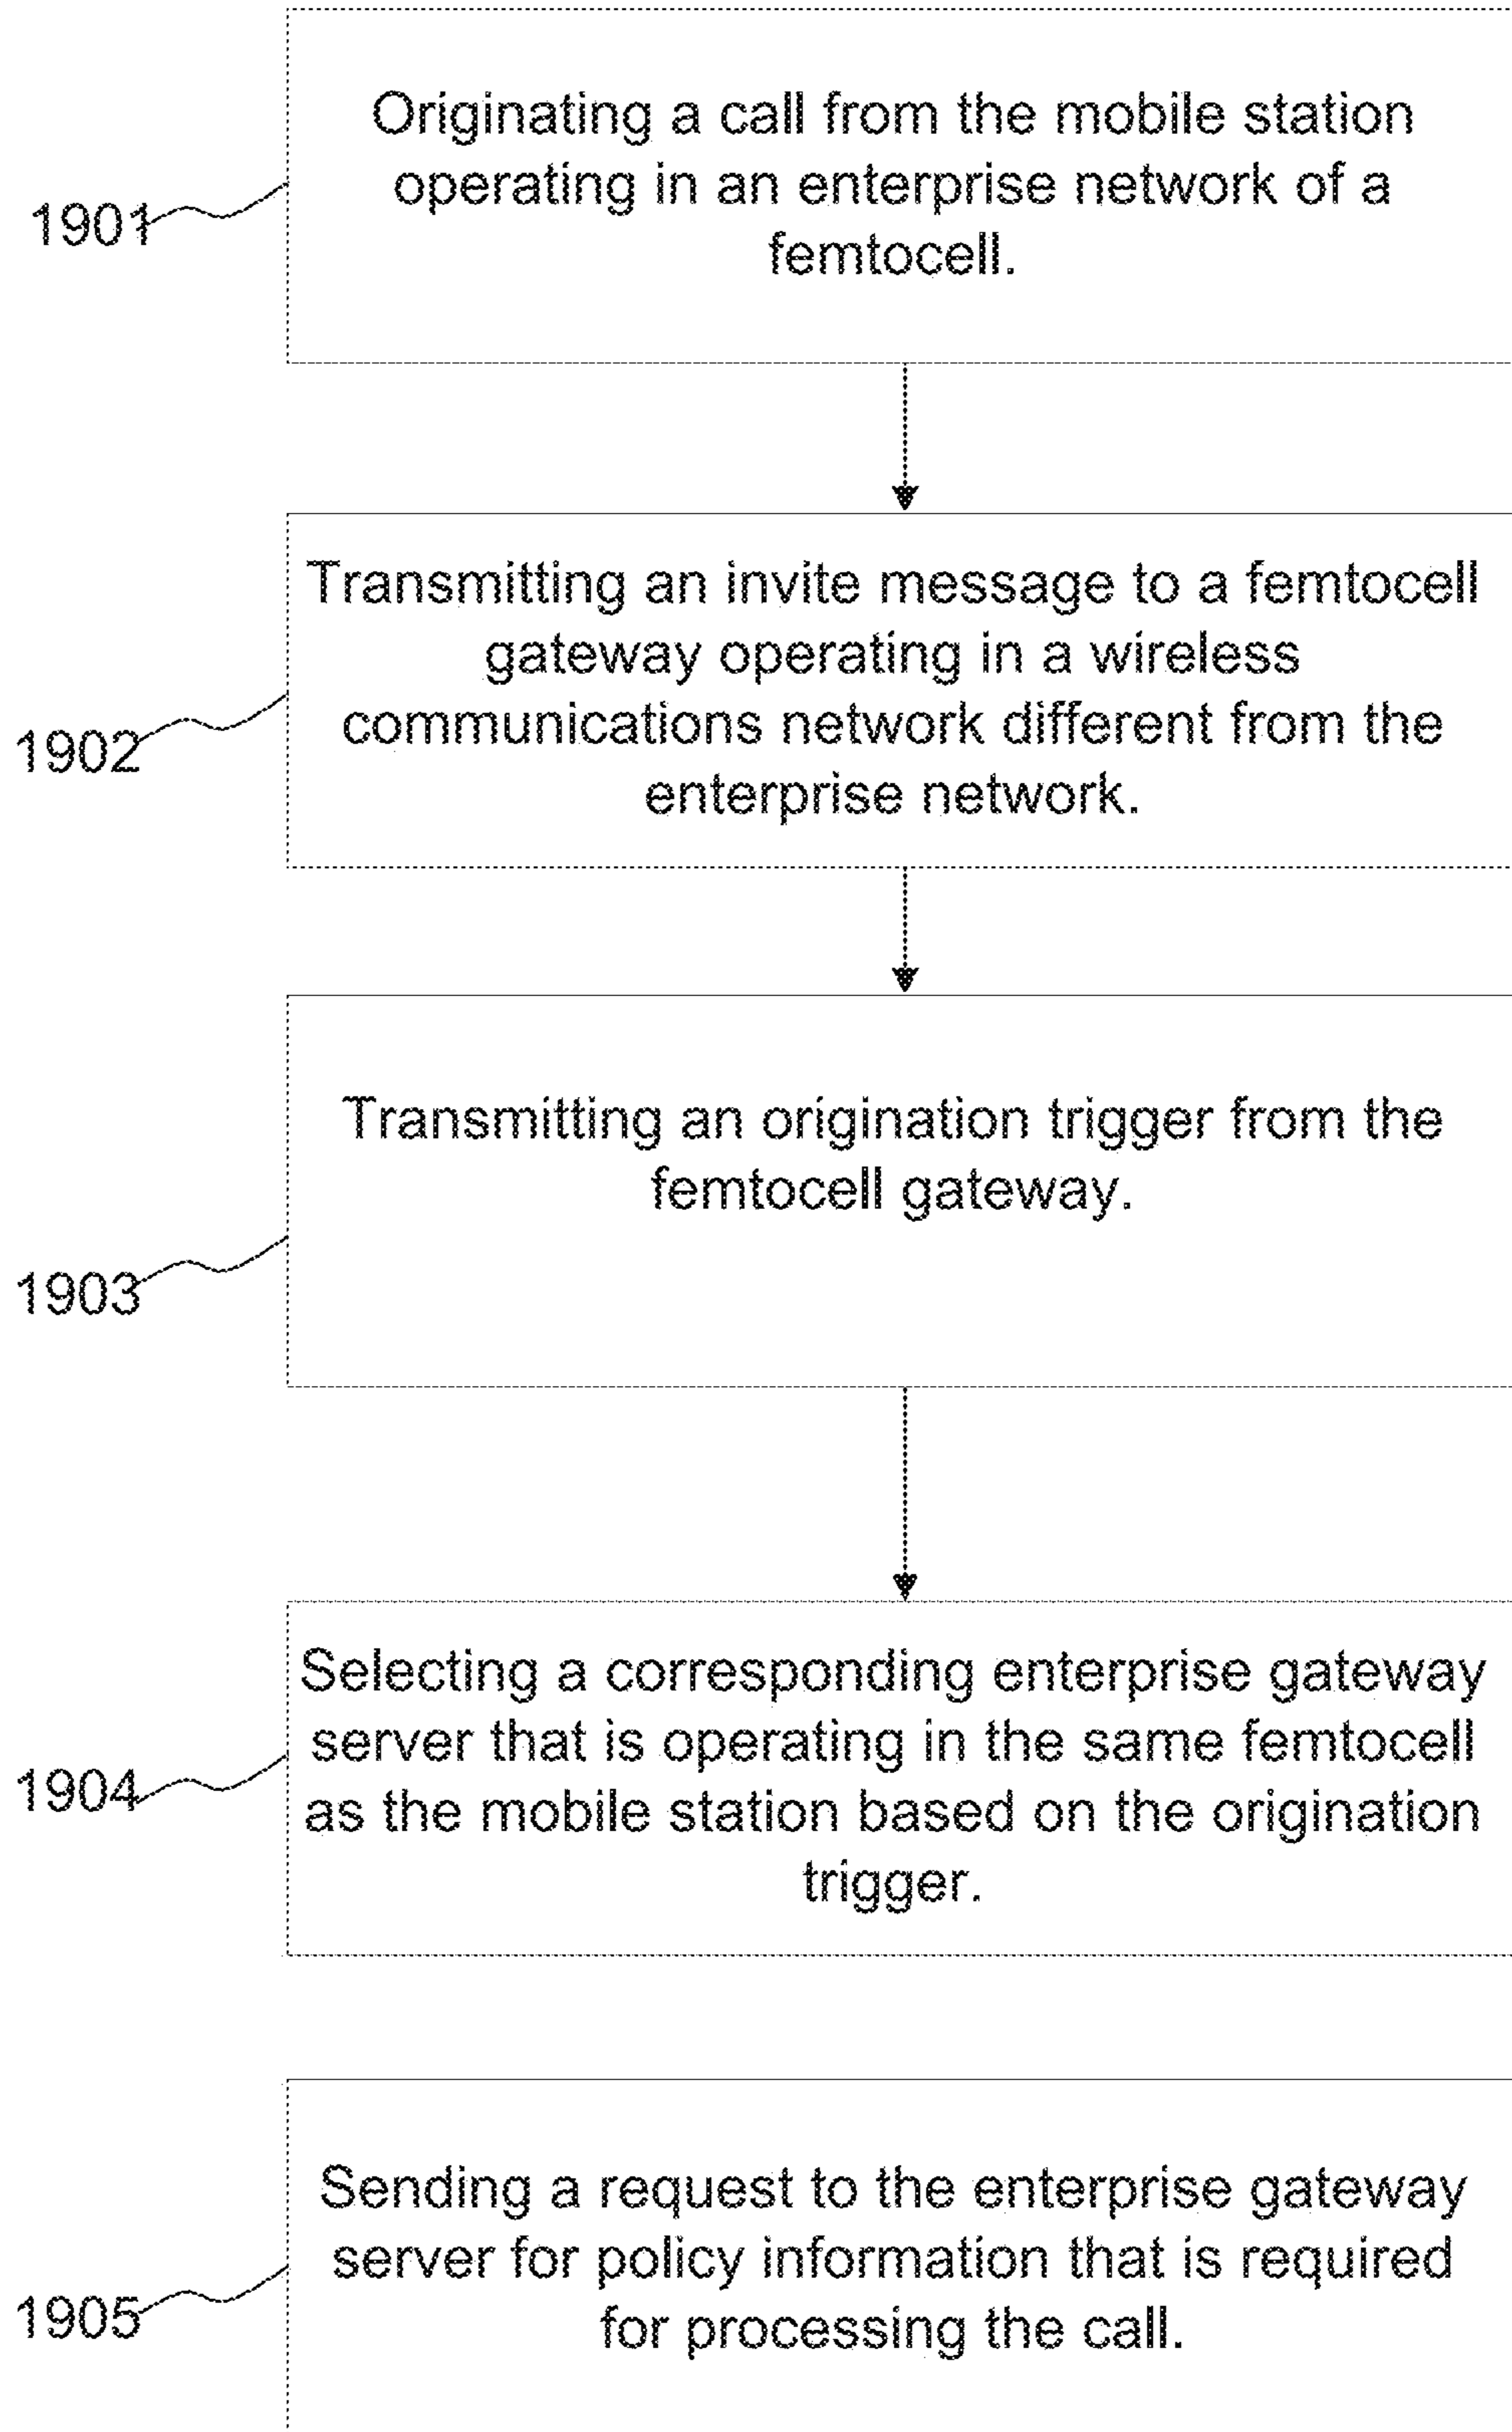 Originating a call from the mobile station
operating in an enterprise network of a
femtocell.
1901
Transmitting an invite message to a femtocell
gateway operating in a wireless
communications network different from the
enterprise network.
1902
Transmitting an origination trigger from the
femtocell gateway.
1903
Selecting a corresponding enterprise gateway
server that is operating in the same femtocell
as the mobile station based on the origination
trigger.
1904
Sending a request to the enterprise gateway
server for policy information that is required
for processing the call.
1905